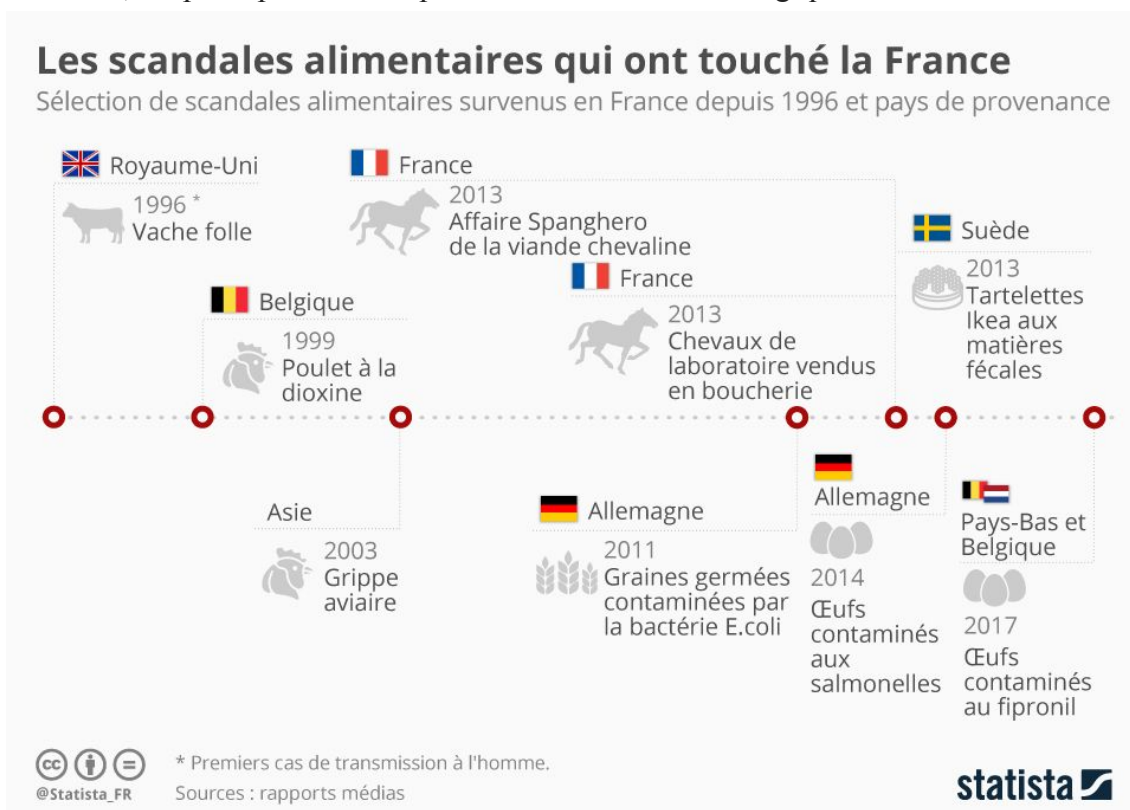 Les scandales alimentaires qui ont touché la France
Sélection de scandales alimentaires survenus en France depuis 1996 et pays de provenance
Royaume-Uni
1996 *
Vache folle
Belgique
1999
Poulet à la
dioxine
France
2013
Affaire Spanghero
de la viande chevaline
France
2013
Chevaux de
laboratoire vendus
en boucherie
Suède
2013
Tartelettes
Ikea aux
matières
fécales
Asie
2003
Grippe
aviaire
Allemagne
2011
Graines germées
contaminées par
la bactérie E.coli
Allemagne
2014
Œufs
contaminés
aux
salmonelles
Pays-Bas et
Belgique
2017
Œufs
contaminés
au fipronil
cc
@Statista_FR
* Premiers cas de transmission à l'homme.
Sources : rapports médias
statista